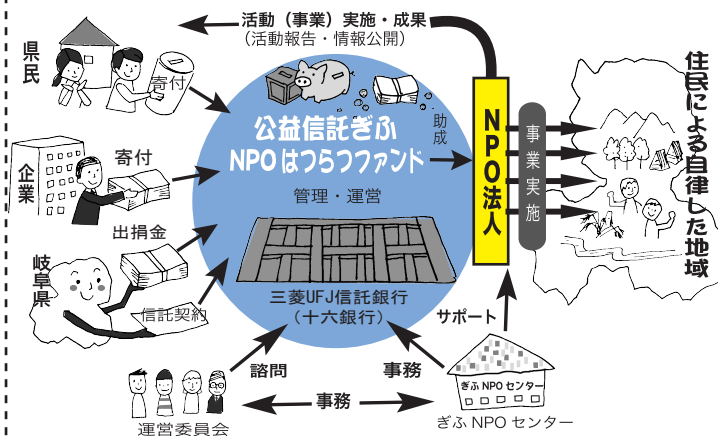 活動（事業）実施・成果
（活動報告・情報公開）
県民
寄付
公益信託ぎふ
NPOはつらつファンド
助成
NPO法人
事業実施
住民による自律した地域
企業
寄付
管理・運営
岐阜県
出捐金
信託契約
三菱UFJ信託銀行
（十六銀行）
サポート
諮問
事務
ぎふNPOセンター
事務
運営委員会
ぎふNPOセンター